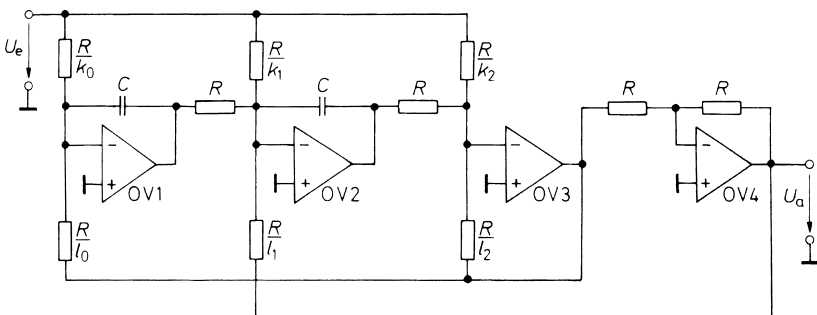 U_e
R/k_0
R/k_1
R/k_2
C
R
C
R
R
R
−
+
OV1
−
+
OV2
−
+
OV3
−
+
OV4
U_a
R/l_0
R/l_1
R/l_2